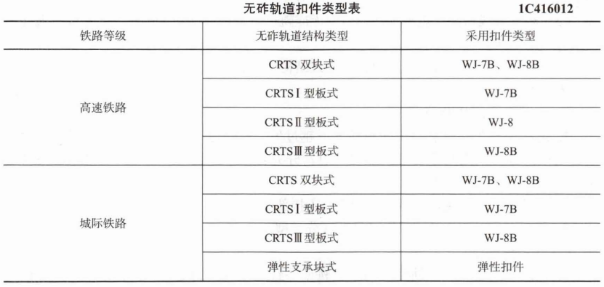 无砟轨道扣件类型表 1C416012
铁路等级 无砟轨道结构类型 采用扣件类型
高速铁路 CRTS 双块式 WJ-7B、WJ-8B
CRTSⅠ型板式 WJ-7B
CRTSⅡ型板式 WJ-8
CRTSⅢ型板式 WJ-8B
城际铁路 CRTS 双块式 WJ-7B、WJ-8B
CRTSⅠ型板式 WJ-7B
CRTSⅢ型板式 WJ-8B
弹性支承块式 弹性扣件